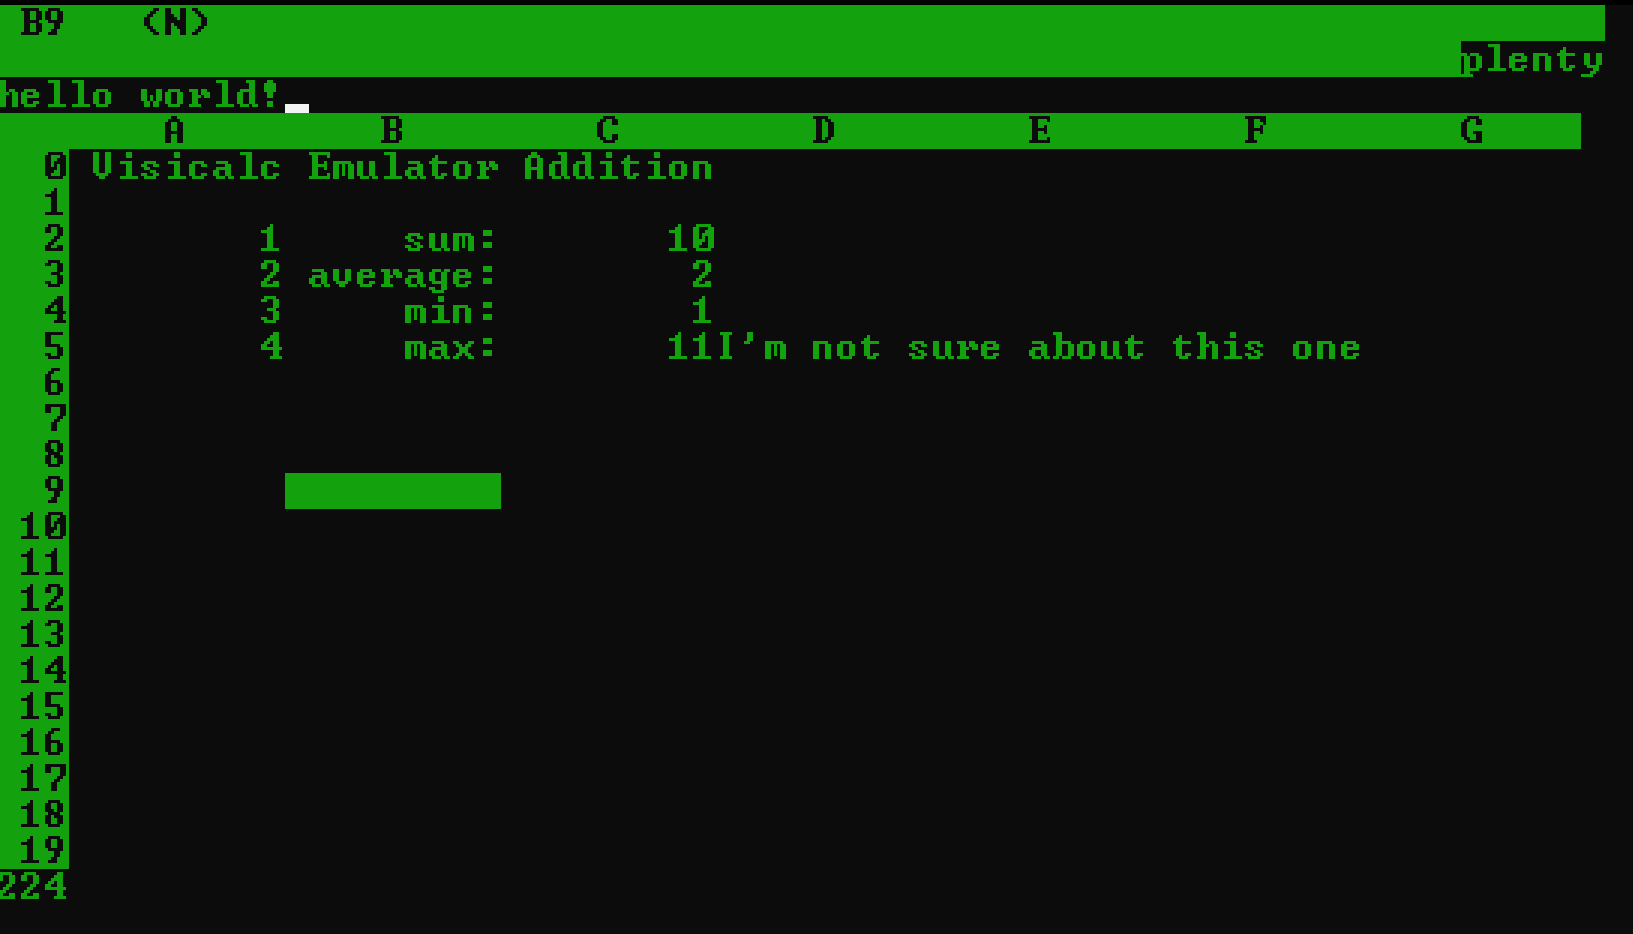 B9 (N)
plenty
hello world!
A B C D E F G
0 Visicalc Emulator Addition
1
2 1 sum: 10
3 2 average: 2
4 3 min: 1
5 4 max: 11I'm not sure about this one
6
7
8
9
10
11
12
13
14
15
16
17
18
19
224